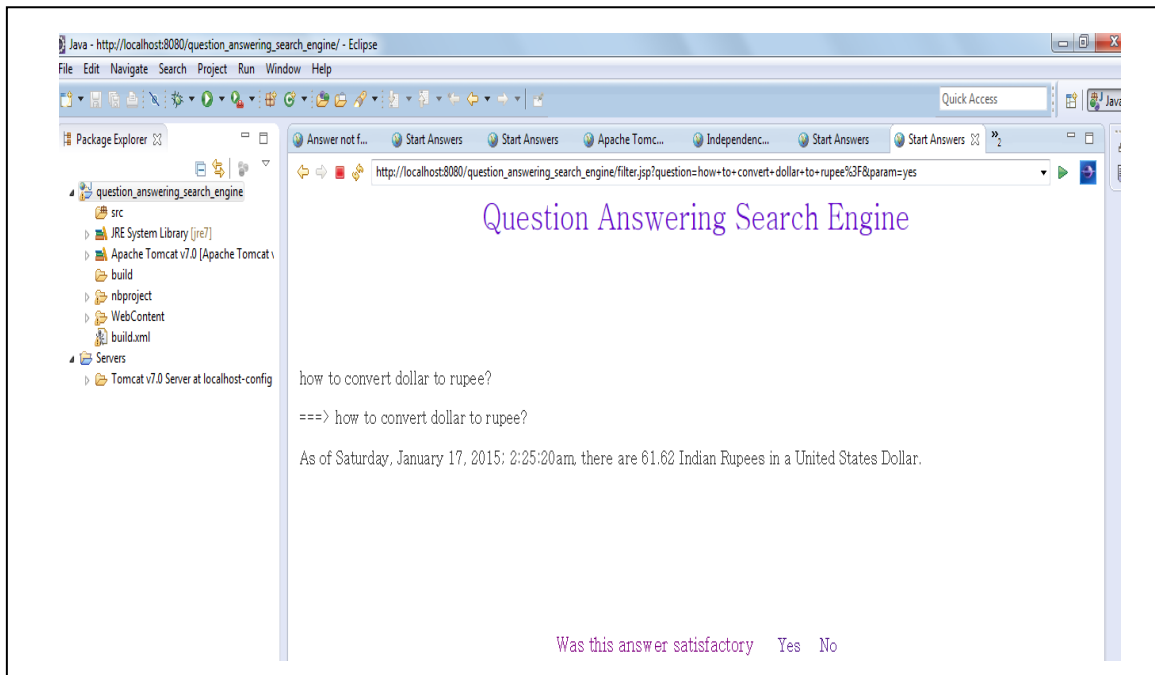 Java - http://localhost:8080/question_answering_search_engine/ - Eclipse
File Edit Navigate Search Project Run Window Help
Quick Access
Java
Package Explorer
question_answering_search_engine
src
JRE System Library [jre7]
Apache Tomcat v7.0 [Apache Tomcat v
build
nbproject
WebContent
build.xml
Servers
Tomcat v7.0 Server at localhost-config
Answer not f... Start Answers Start Answers Apache Tomc... Independenc... Start Answers Start Answers »2
http://localhost:8080/question_answering_search_engine/filter.jsp?question=how+to+convert+dollar+to+rupee%3F&param=yes
Question Answering Search Engine
how to convert dollar to rupee?
===> how to convert dollar to rupee?
As of Saturday, January 17, 2015; 2:25:20am, there are 61.62 Indian Rupees in a United States Dollar.
Was this answer satisfactory Yes No